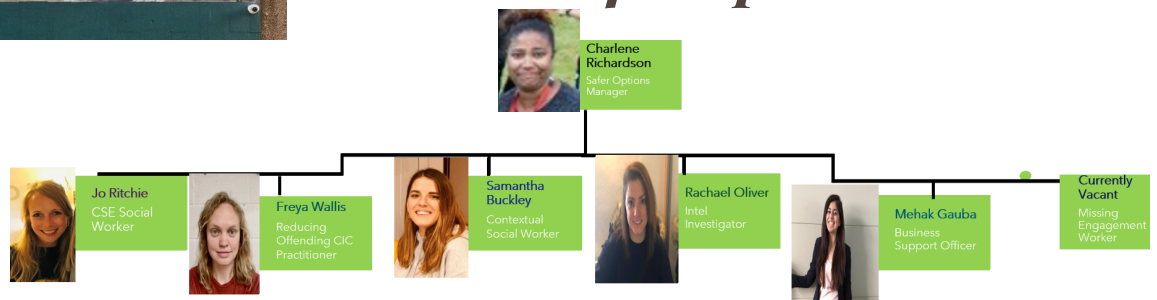 Charlene
Richardson
Safer Options
Manager
Jo Ritchie
CSE Social
Worker
Freya Wallis
Reducing
Offending CIC
Practitioner
Samantha
Buckley
Contextual
Social Worker
Rachael Oliver
Intel
Investigator
Mehak Gauba
Business
Support Officer
Currently
Vacant
Missing
Engagement
Worker